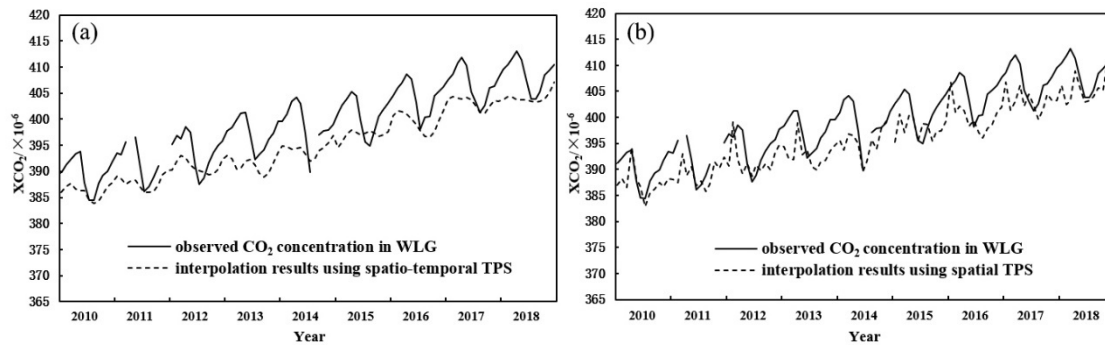 (a)
420
415
410
405
400
395
390
385
380
375
370
365
XCO₂/×10⁻⁶
observed CO₂ concentration in WLG
interpolation results using spatio-temporal TPS
2010 2011 2012 2013 2014 2015 2016 2017 2018
Year
(b)
420
415
410
405
400
395
390
385
380
375
370
365
XCO₂/×10⁻⁶
observed CO₂ concentration in WLG
interpolation results using spatial TPS
2010 2011 2012 2013 2014 2015 2016 2017 2018
Year